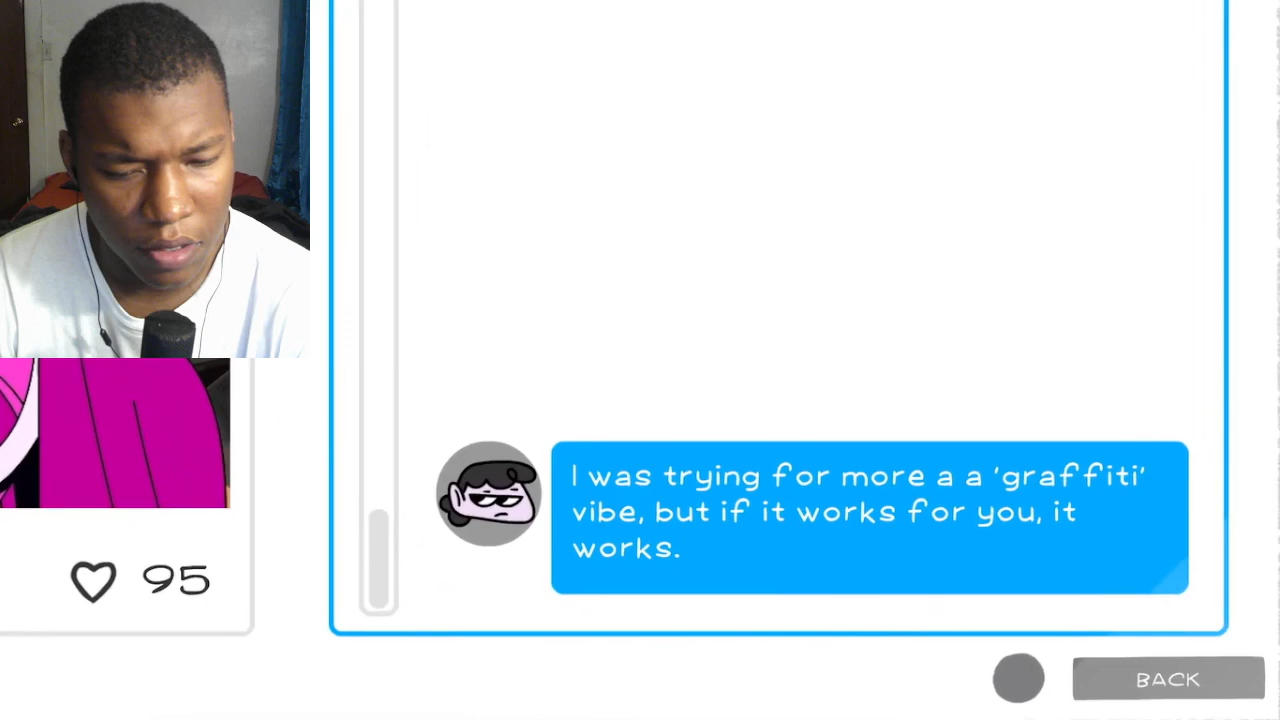 I was trying for more a a 'graffiti'
vibe, but if it works for you, it
works.
95
BACK